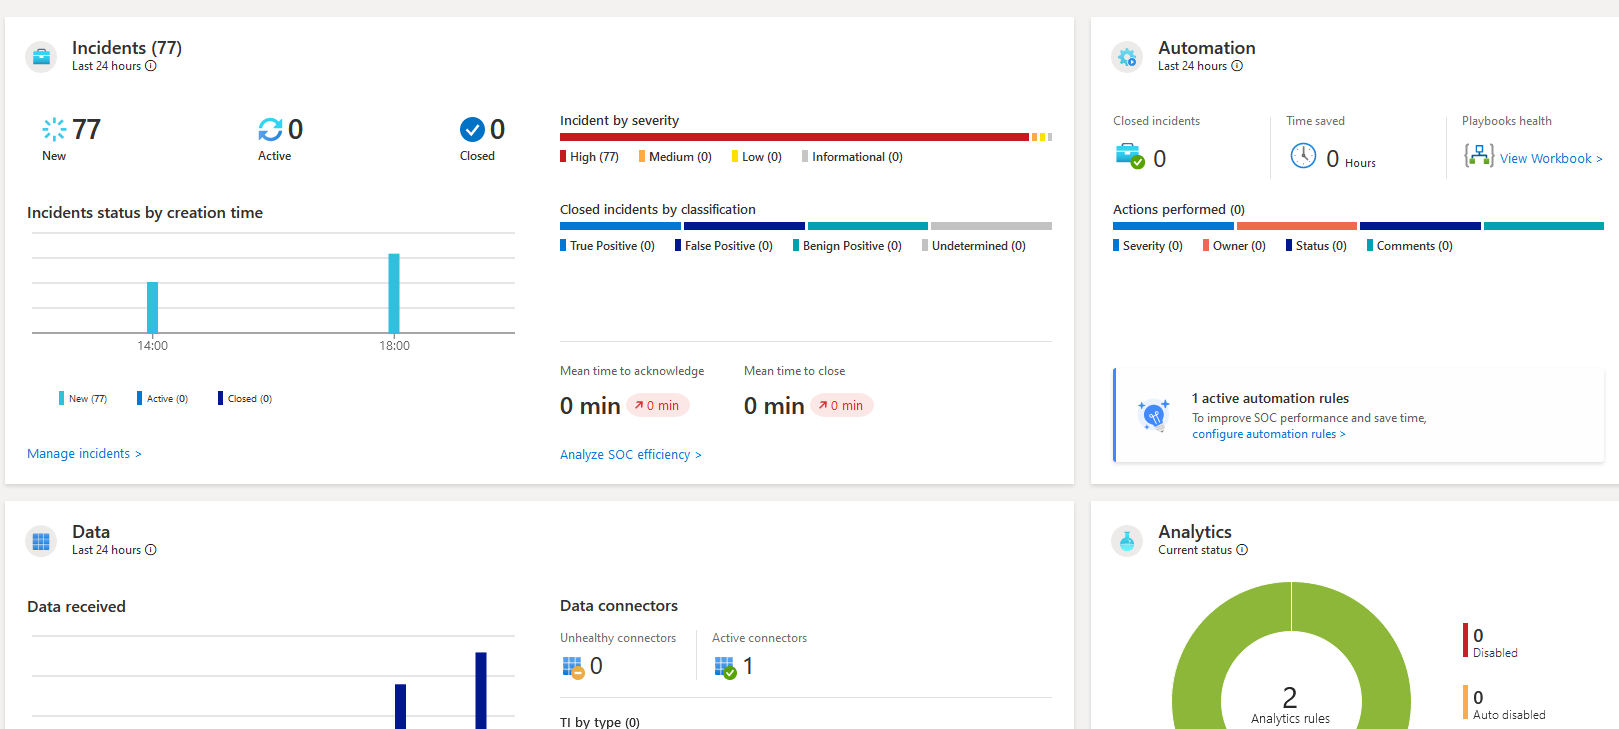 Incidents (77)
Last 24 hours
77
New
0
Active
0
Closed
Incidents status by creation time
14:00
18:00
New (77)
Active (0)
Closed (0)
Manage incidents >
Incident by severity
High (77)
Medium (0)
Low (0)
Informational (0)
Closed incidents by classification
True Positive (0)
False Positive (0)
Benign Positive (0)
Undetermined (0)
Mean time to acknowledge
0 min
0 min
Mean time to close
0 min
0 min
Analyze SOC efficiency >
Automation
Last 24 hours
Closed incidents
0
Time saved
0 Hours
Playbooks health
View Workbook >
Actions performed (0)
Severity (0)
Owner (0)
Status (0)
Comments (0)
1 active automation rules
To improve SOC performance and save time,
configure automation rules >
Data
Last 24 hours
Data received
Data connectors
Unhealthy connectors
0
Active connectors
1
TI by type (0)
Analytics
Current status
2
Analytics rules
0
Disabled
0
Auto disabled